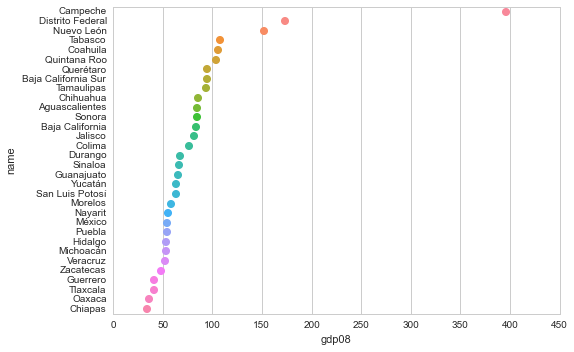 Campeche
Distrito Federal
Nuevo León
Tabasco
Coahuila
Quintana Roo
Querétaro
Baja California Sur
Tamaulipas
Chihuahua
Aguascalientes
Sonora
Baja California
Jalisco
Colima
Durango
Sinaloa
Guanajuato
Yucatán
San Luis Potosi
Morelos
Nayarit
México
Puebla
Hidalgo
Michoacán
Veracruz
Zacatecas
Guerrero
Tlaxcala
Oaxaca
Chiapas
name
0 50 100 150 200 250 300 350 400 450
gdp08